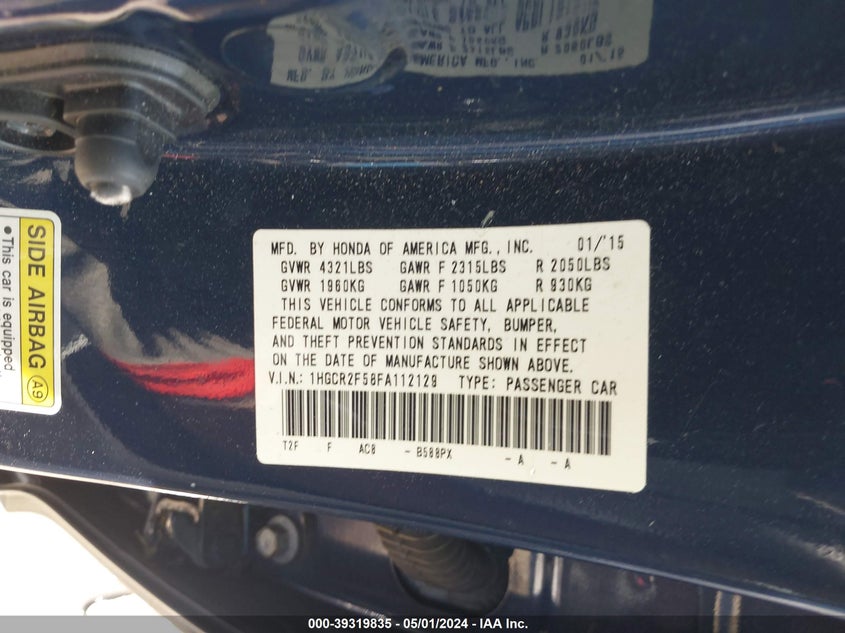 MFD. BY HONDA OF AMERICA MFG., INC. 01/'15
GVWR 4321LBS GAWR F 2315LBS R 2050LBS
GVWR 1960KG GAWR F 1050KG R 930KG
THIS VEHICLE CONFORMS TO ALL APPLICABLE
FEDERAL MOTOR VEHICLE SAFETY, BUMPER,
AND THEFT PREVENTION STANDARDS IN EFFECT
ON THE DATE OF MANUFACTURE SHOWN ABOVE.
V.I.N.: 1HGCR2F58FA112129 TYPE: PASSENGER CAR
T2F F AC8 - B588PX - A - A
SIDE AIRBAG A9
•This car is equipped
000-39319835 - 05/01/2024 - IAA Inc.